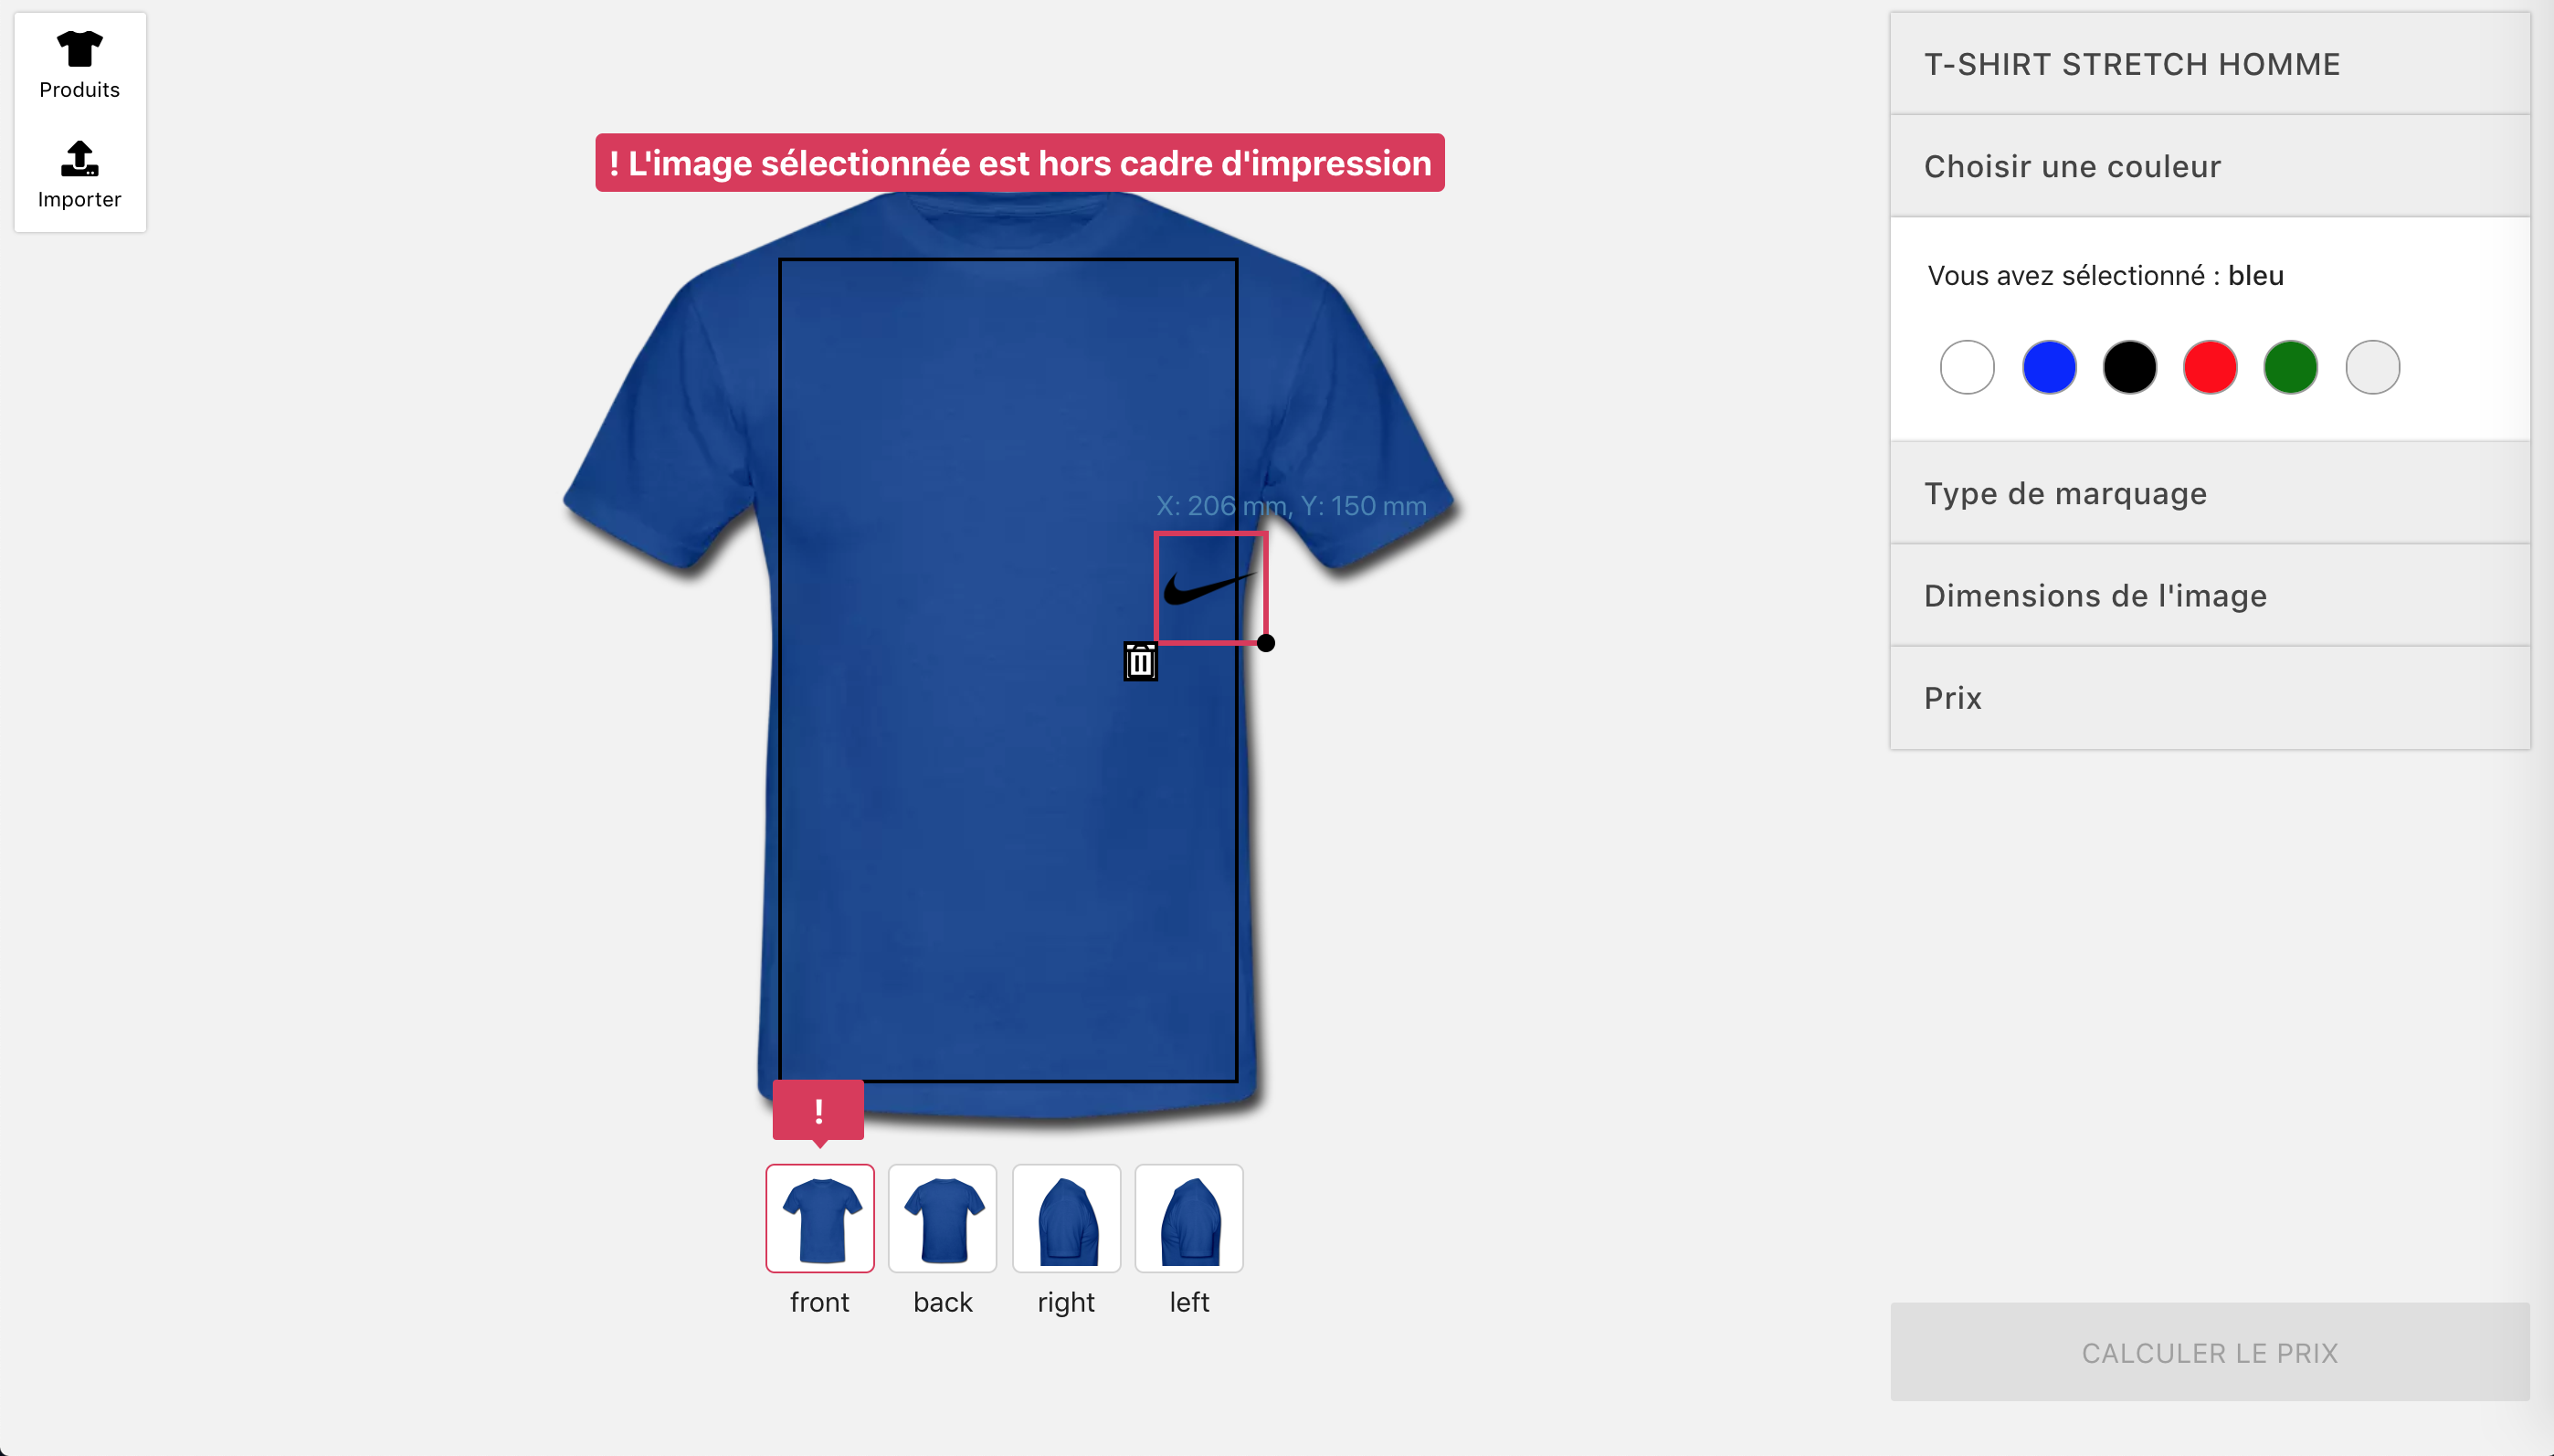 Produits
Importer
! L'image sélectionnée est hors cadre d'impression
X: 206 mm, Y: 150 mm
!
front
back
right
left
T-SHIRT STRETCH HOMME
Choisir une couleur
Vous avez sélectionné : bleu
Type de marquage
Dimensions de l'image
Prix
CALCULER LE PRIX